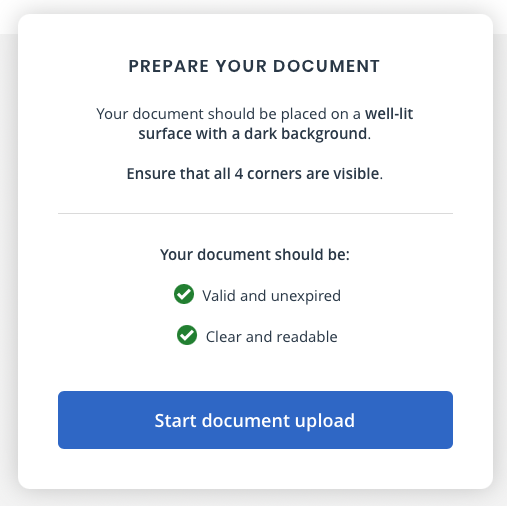 PREPARE YOUR DOCUMENT
Your document should be placed on a well-lit
surface with a dark background.
Ensure that all 4 corners are visible.
Your document should be:
Valid and unexpired
Clear and readable
Start document upload